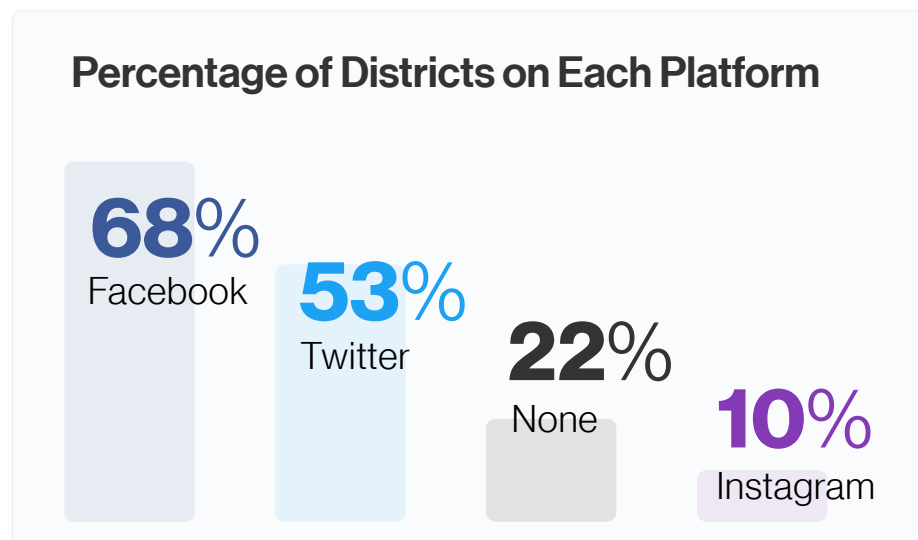 Percentage of Districts on Each Platform
68%
Facebook
53%
Twitter
22%
None
10%
Instagram